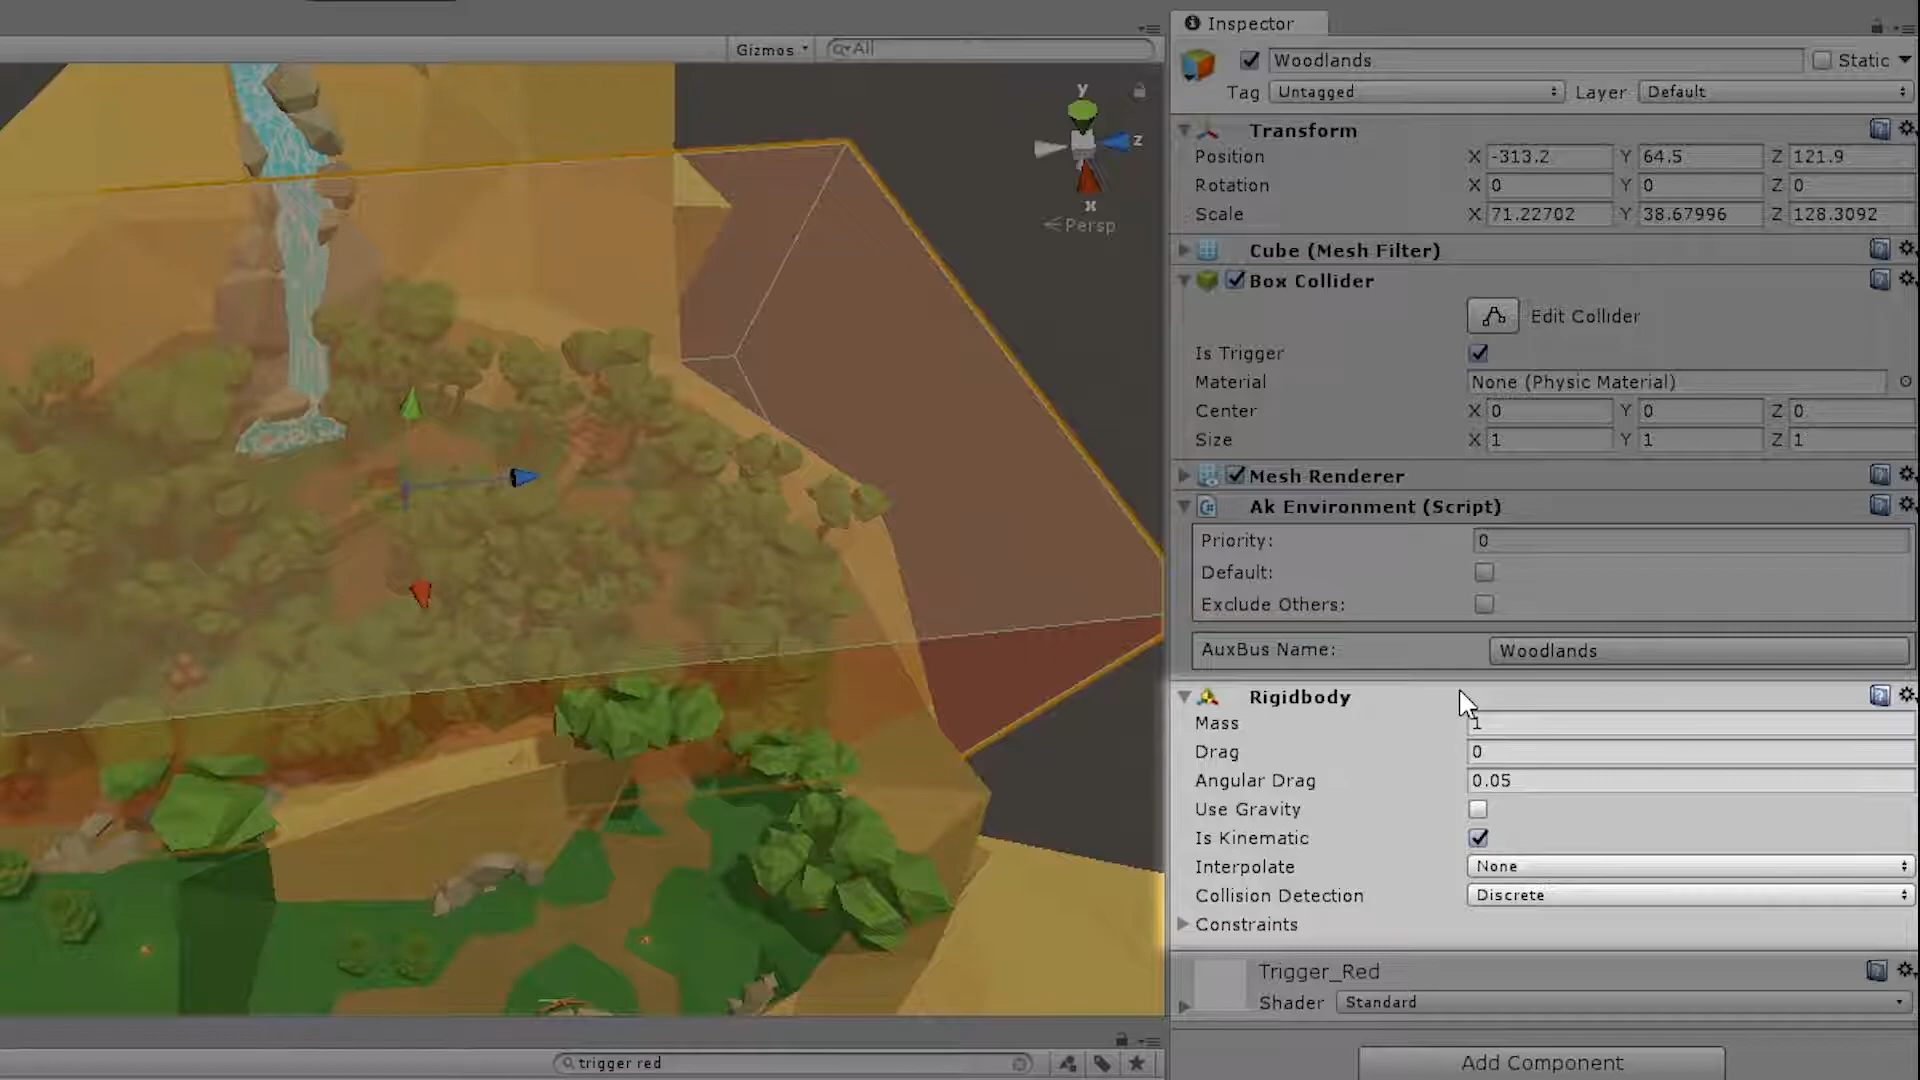 Inspector
Gizmos All
Woodlands Static
Tag Untagged Layer Default
y
z
x
Persp
Transform
Position X -313.2 Y 64.5 Z 121.9
Rotation X 0 Y 0 Z 0
Scale X 71.22702 Y 38.67996 Z 128.3092
Cube (Mesh Filter)
Box Collider
Edit Collider
Is Trigger
Material None (Physic Material)
Center X 0 Y 0 Z 0
Size X 1 Y 1 Z 1
Mesh Renderer
Ak Environment (Script)
Priority: 0
Default:
Exclude Others:
AuxBus Name: Woodlands
Rigidbody
Mass 1
Drag 0
Angular Drag 0.05
Use Gravity
Is Kinematic
Interpolate None
Collision Detection Discrete
Constraints
Trigger_Red
Shader Standard
trigger red
Add Component